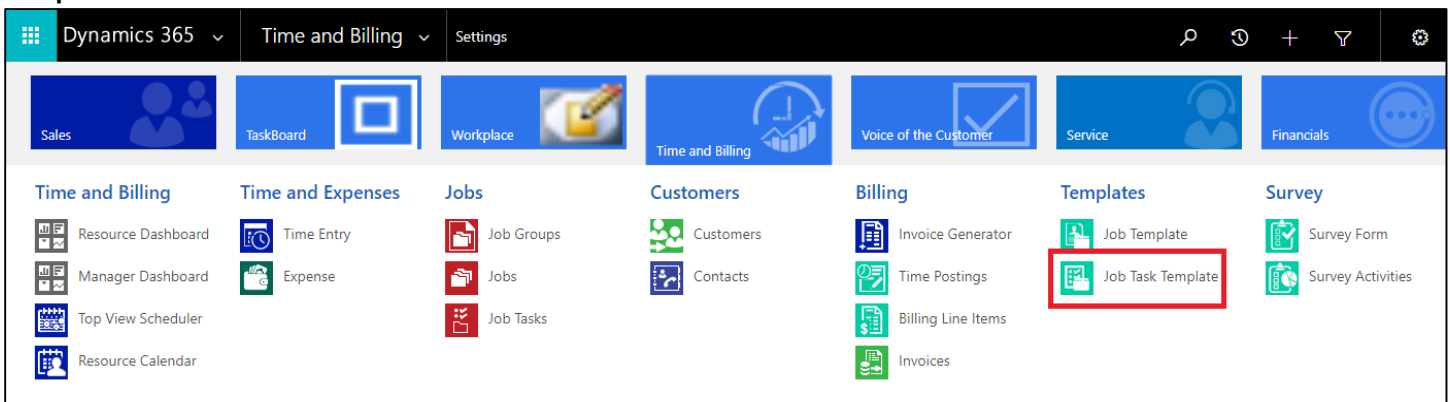 Dynamics 365 Time and Billing Settings
Sales TaskBoard Workplace Time and Billing Voice of the Customer Service Financials
Time and Billing Time and Expenses Jobs Customers Billing Templates Survey
Resource Dashboard Time Entry Job Groups Customers Invoice Generator Job Template Survey Form
Manager Dashboard Expense Jobs Contacts Time Postings Job Task Template Survey Activities
Top View Scheduler Job Tasks Billing Line Items
Resource Calendar Invoices